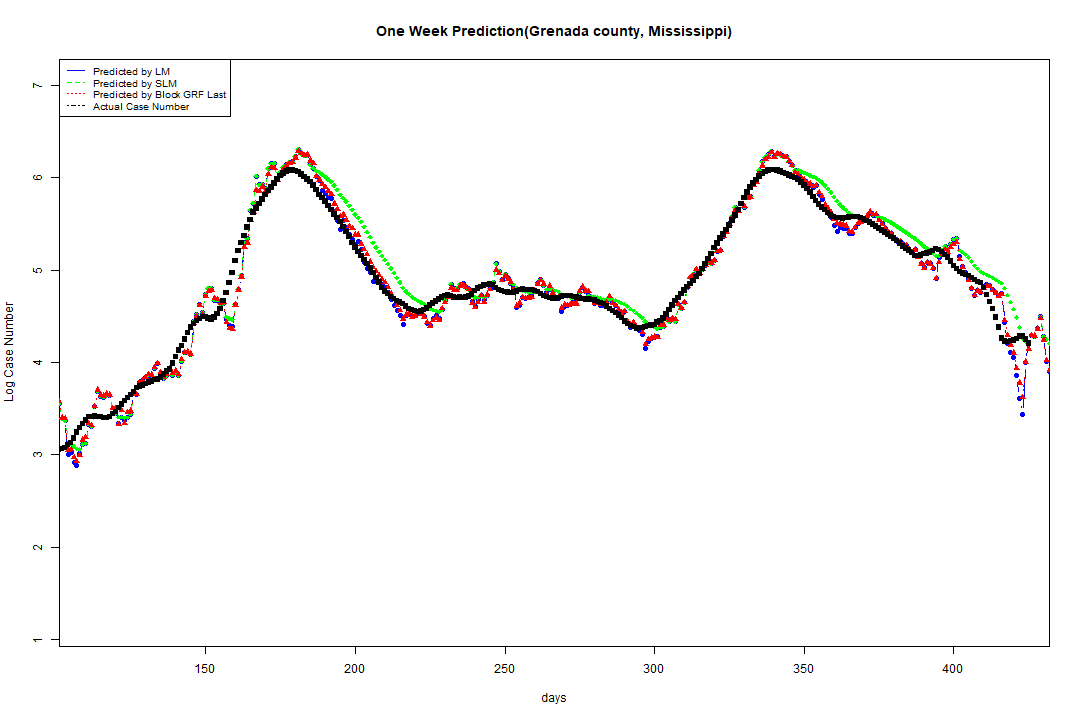 One Week Prediction(Grenada county, Mississippi)
Predicted by LM
Predicted by SLM
Predicted by Block GRF Last
Actual Case Number
7
6
5
4
3
2
1
Log Case Number
150 200 250 300 350 400
days